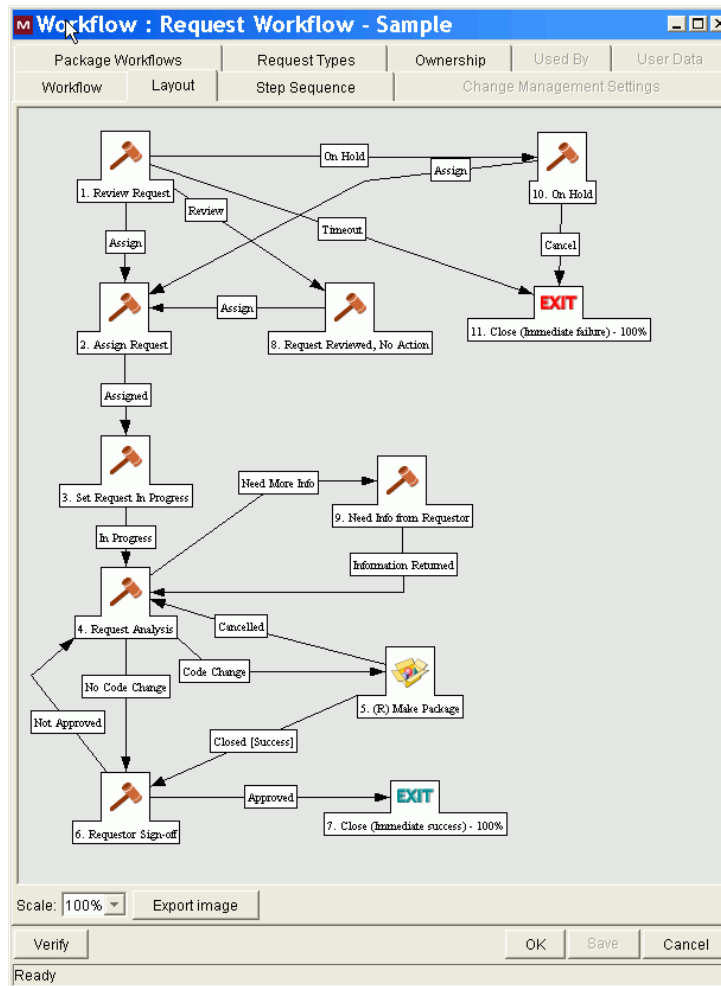 Workflow : Request Workflow - Sample
Package Workflows Request Types Ownership Used By User Data
Workflow Layout Step Sequence Change Management Settings
On Hold
Assign
1. Review Request
10. On Hold
Review
Timeout
Assign
Cancel
Assign
2. Assign Request
8. Request Reviewed, No Action
EXIT
11. Close (Immediate failure) - 100%
Assigned
3. Set Request In Progress
Need More Info
9. Need Info from Requestor
In Progress
Information Returned
4. Request Analysis
Cancelled
Code Change
No Code Change
5. (R) Make Package
Not Approved
Closed [Success]
Approved
EXIT
6. Requestor Sign-off
7. Close (Immediate success) - 100%
Scale: 100% Export image
Verify OK Save Cancel
Ready